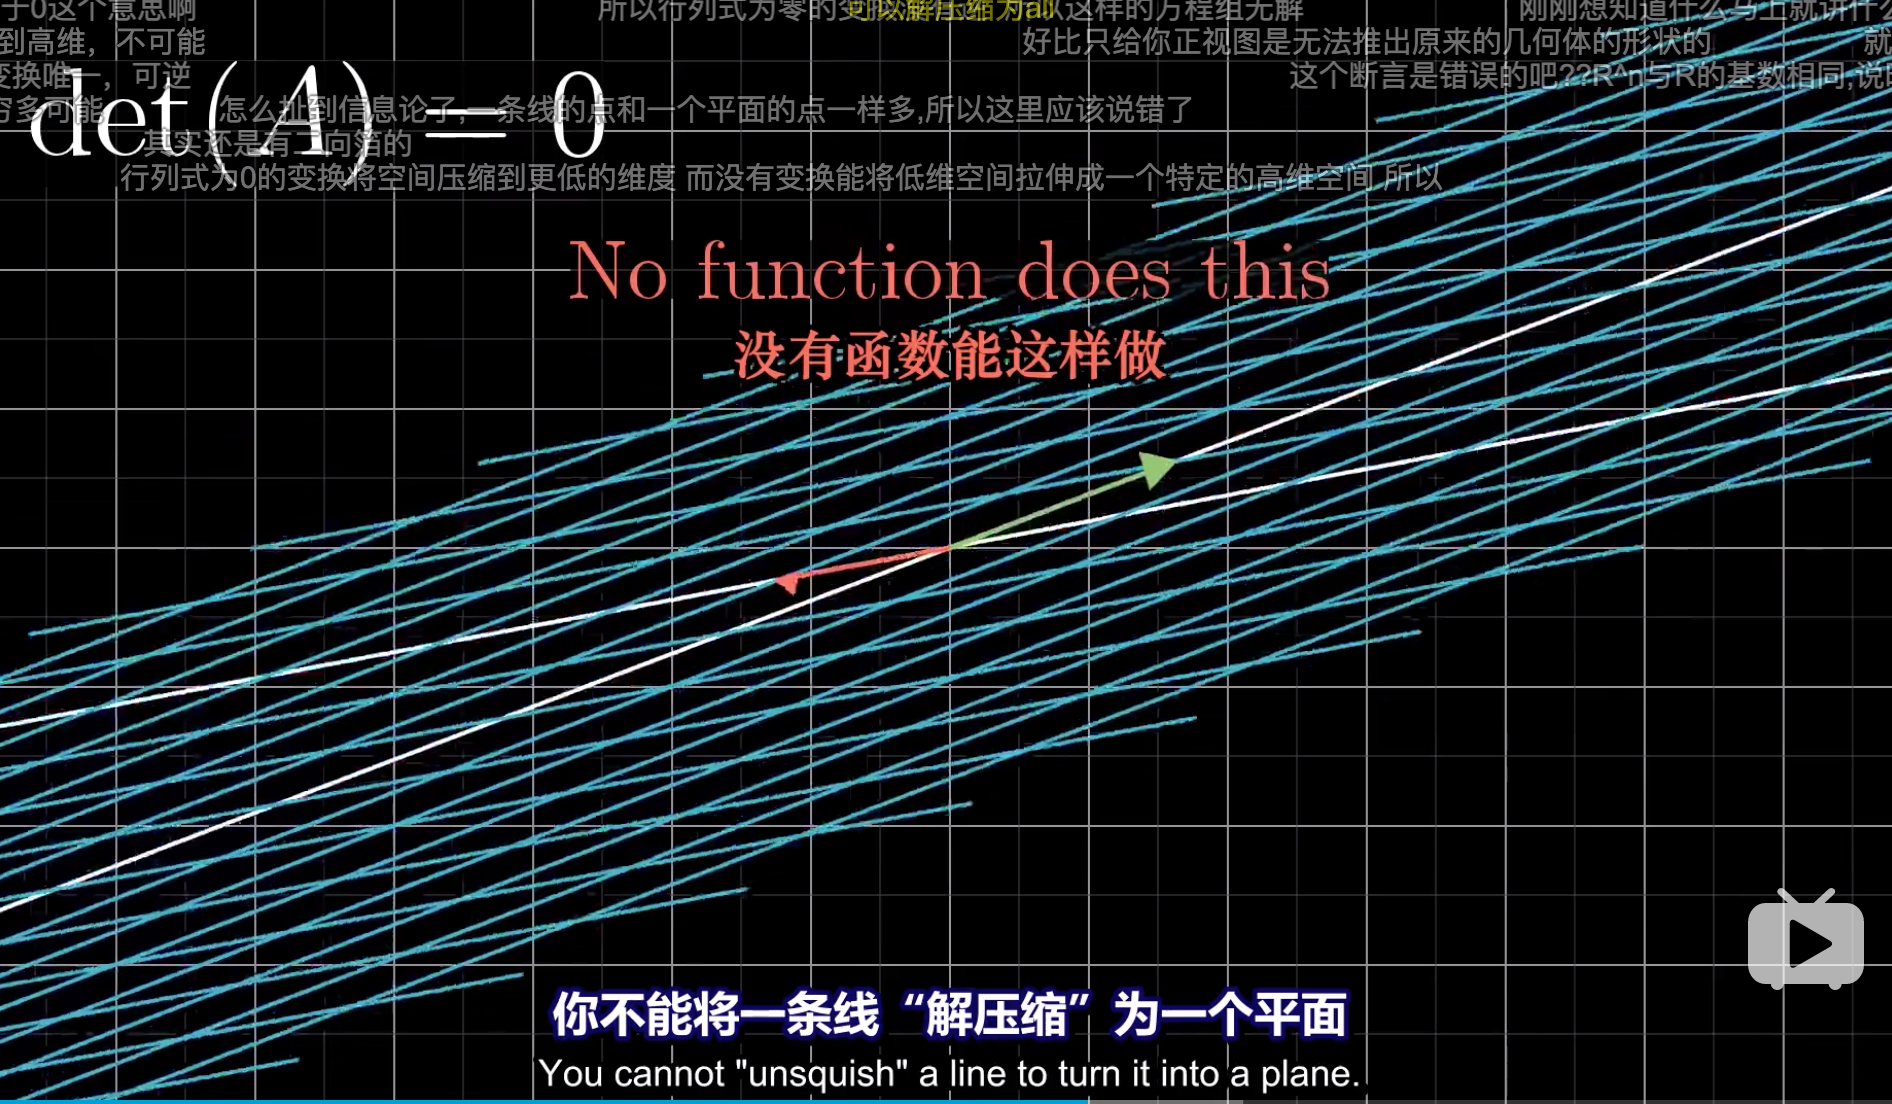 于0这个意思啊
所以行列式为零的变
以这样的方程组无解
刚刚想知道什么马上就讲什么
到高维，不可能
好比只给你正视图是无法推出原来的几何体的形状的
就
变换唯一，可逆
这个断言是错误的吧??R^n与R的基数相同,说
穷多可能
怎么扯到信息论了,一条线的点和一个平面的点一样多,所以这里应该说错了
det(A) = 0
其实还是有二向箔的
行列式为0的变换将空间压缩到更低的维度 而没有变换能将低维空间拉伸成一个特定的高维空间 所以
No function does this
没有函数能这样做
你不能将一条线“解压缩”为一个平面
You cannot "unsquish" a line to turn it into a plane.